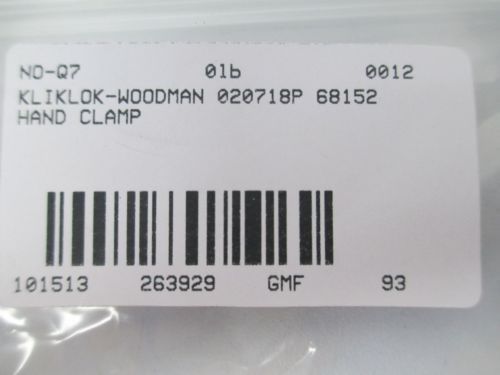 NO-Q7 01b 0012
KLIKLOK-WOODMAN 020718P 68152
HAND CLAMP
101513 263929 GMF 93